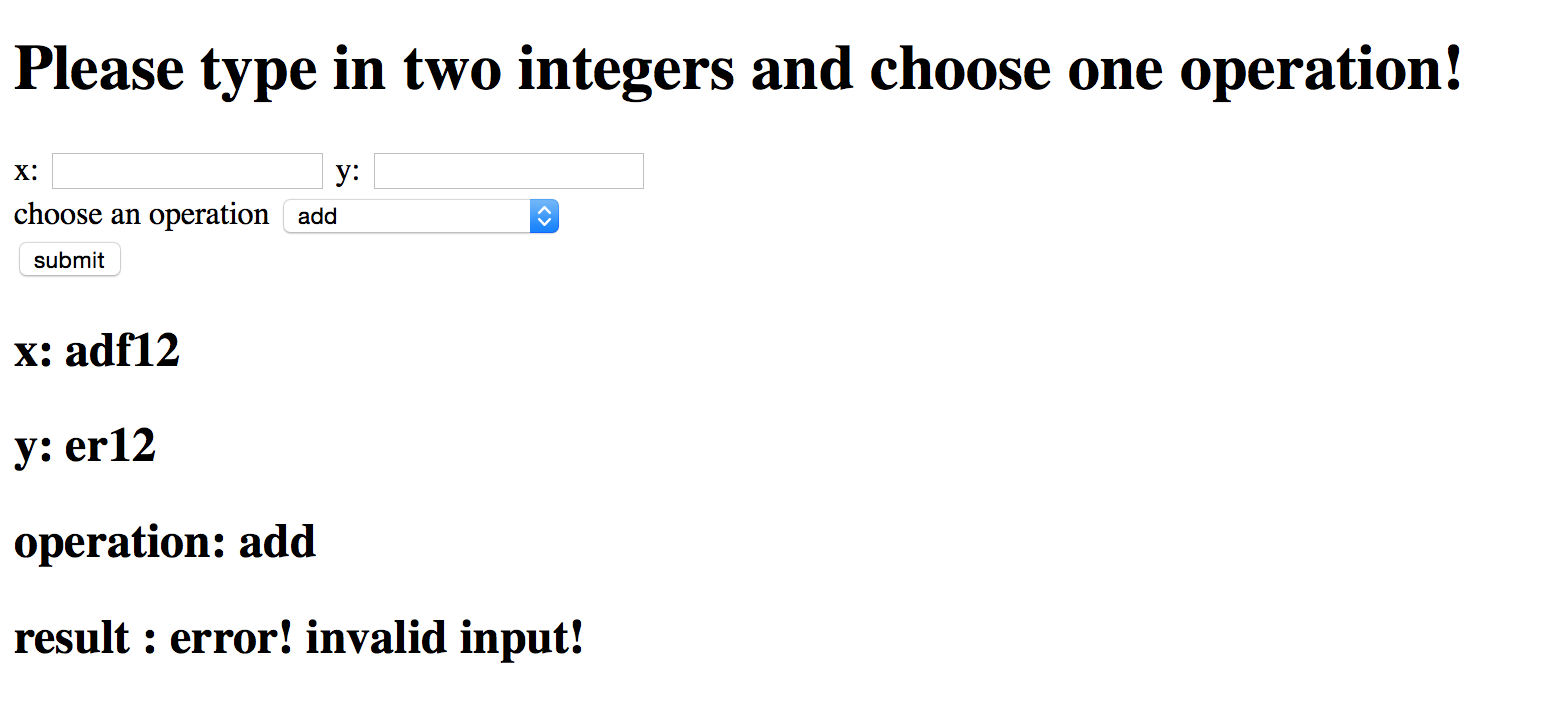 Please type in two integers and choose one operation!
x: y:
choose an operation add
submit
x: adf12
y: er12
operation: add
result : error! invalid input!